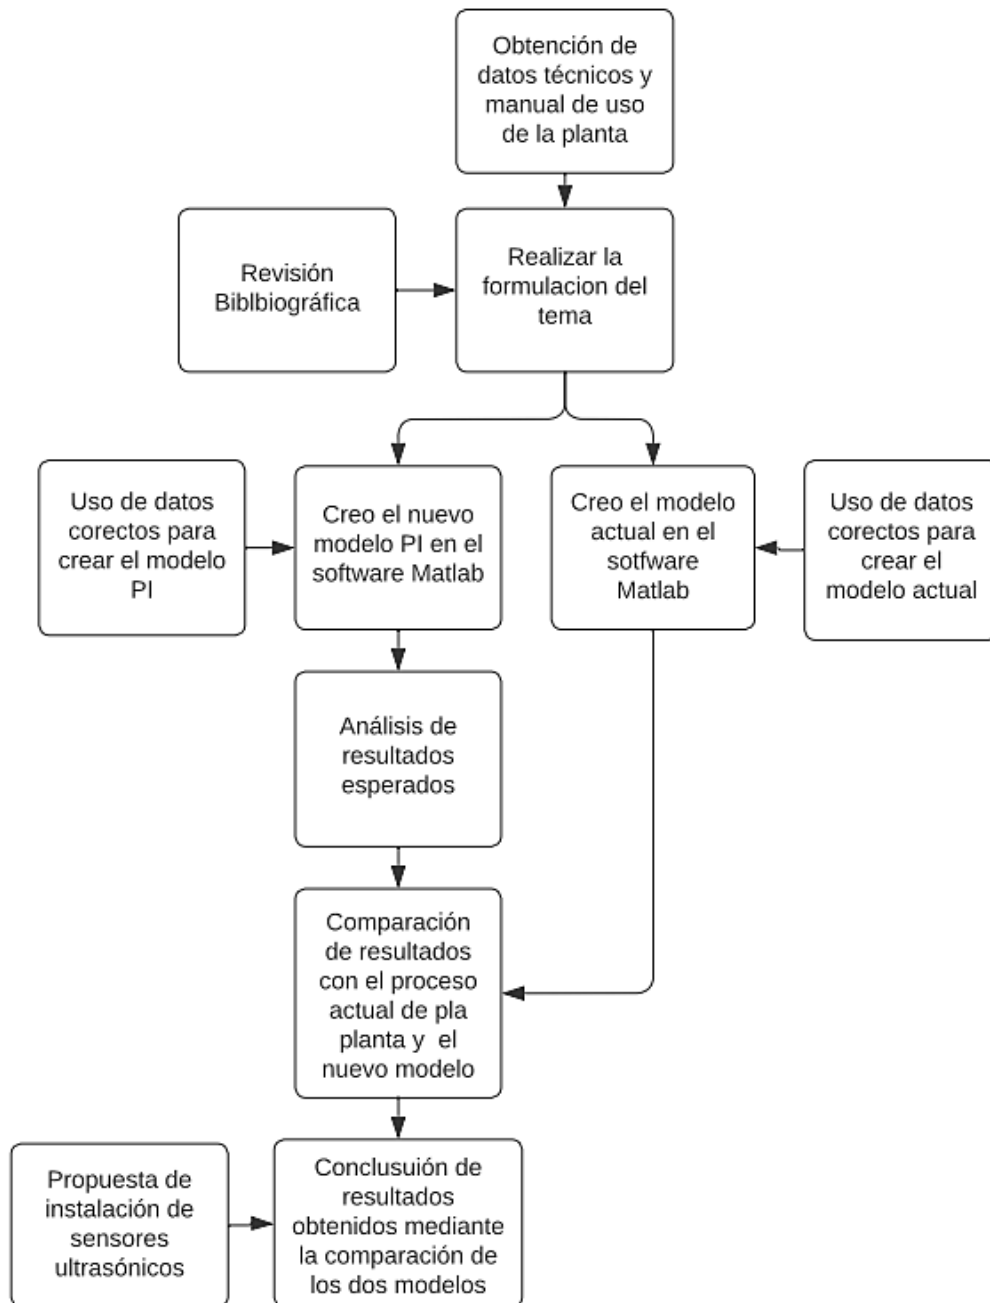 Obtención de
datos técnicos y
manual de uso
de la planta
Revisión
Biblbiográfica
Realizar la
formulacion del
tema
Uso de datos
corectos para
crear el modelo
PI
Creo el nuevo
modelo PI en el
software Matlab
Creo el modelo
actual en el
sotfware
Matlab
Uso de datos
corectos para
crear el
modelo actual
Análisis de
resultados
esperados
Comparación
de resultados
con el proceso
actual de pla
planta y el
nuevo modelo
Propuesta de
instalación de
sensores
ultrasónicos
Conclusuión de
resultados
obtenidos mediante
la comparación de
los dos modelos